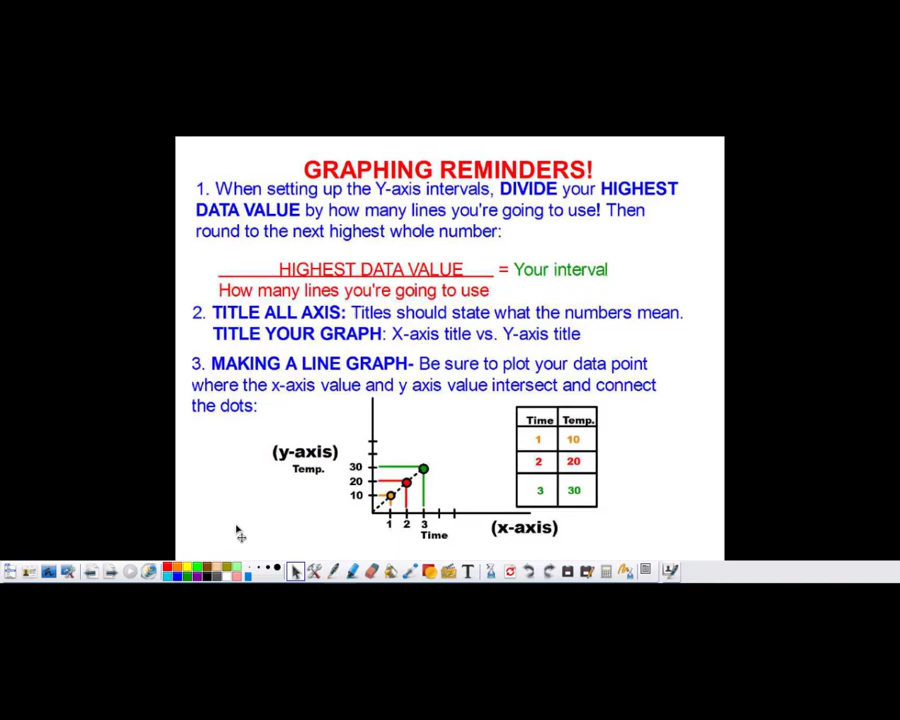 GRAPHING REMINDERS!
1. When setting up the Y-axis intervals, DIVIDE your HIGHEST
DATA VALUE by how many lines you're going to use! Then
round to the next highest whole number:
HIGHEST DATA VALUE = Your interval
How many lines you're going to use
2. TITLE ALL AXIS: Titles should state what the numbers mean.
TITLE YOUR GRAPH: X-axis title vs. Y-axis title
3. MAKING A LINE GRAPH- Be sure to plot your data point
where the x-axis value and y axis value intersect and connect
the dots:
(y-axis)
Temp.
30
20
10
1 2 3
Time
(x-axis)
Time Temp.
1 10
2 20
3 30
T